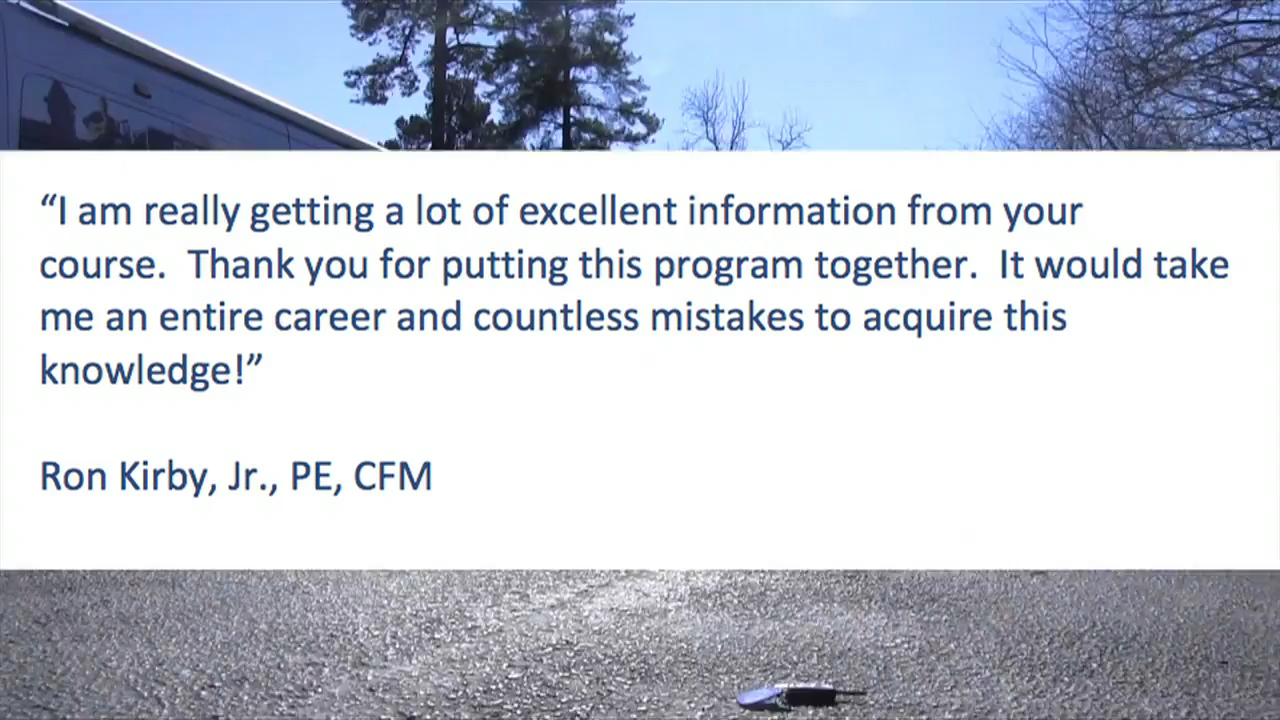 “I am really getting a lot of excellent information from your
course.  Thank you for putting this program together.  It would take
me an entire career and countless mistakes to acquire this
knowledge!”
Ron Kirby, Jr., PE, CFM